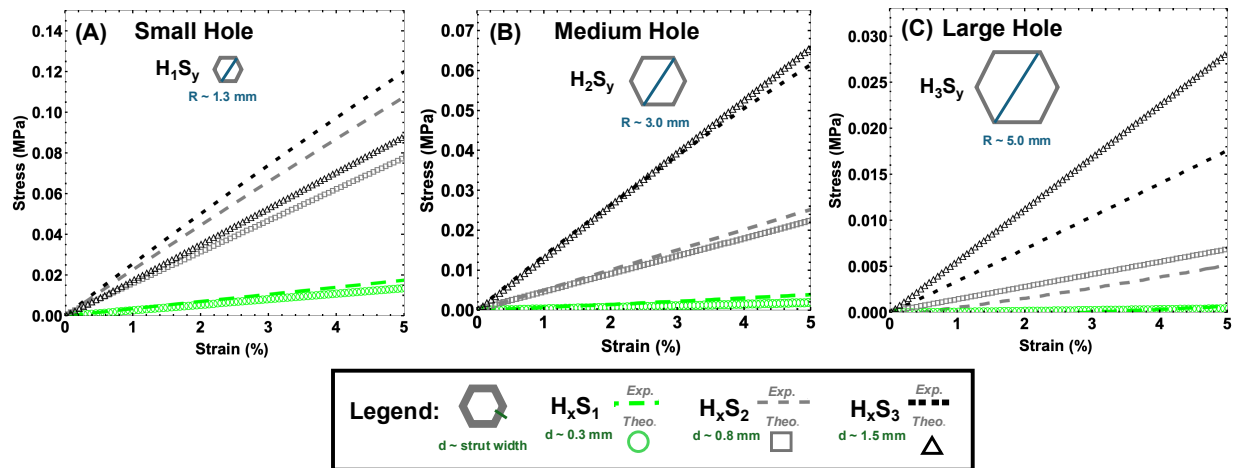 (A) Small Hole
H₁Sᵧ
R ~ 1.3 mm
Stress (MPa)
0.15
0.12
0.10
0.08
0.06
0.04
0.02
0.00
0 1 2 3 4 5
Strain (%)
(B) Medium Hole
H₂Sᵧ
R ~ 3.0 mm
Stress (MPa)
0.07
0.06
0.05
0.04
0.03
0.02
0.01
0.00
0 1 2 3 4 5
Strain (%)
(C) Large Hole
H₃Sᵧ
R ~ 5.0 mm
Stress (MPa)
0.030
0.025
0.020
0.015
0.010
0.005
0.000
0 1 2 3 4 5
Strain (%)
Legend:
d ~ strut width
HₓS₁ Exp.
Theo.
d ~ 0.3 mm
HₓS₂ Exp.
Theo.
d ~ 0.8 mm
HₓS₃ Exp.
Theo.
d ~ 1.5 mm